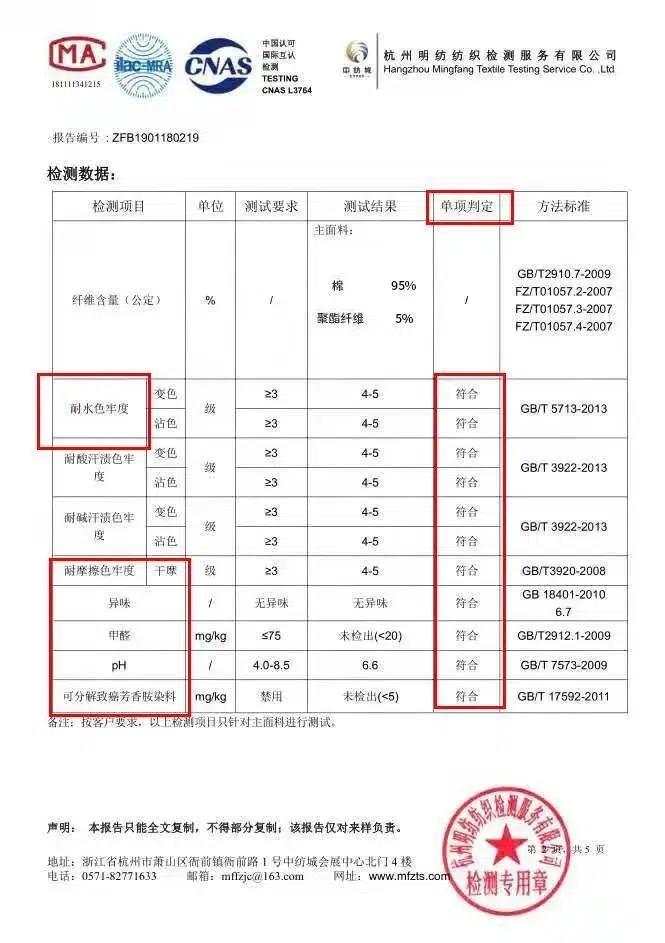 MA
181111341215
ilac-MRA
CNAS
中国认可
国际互认
检测
TESTING
CNAS L3764
中纺城
杭州明纺纺织检测服务有限公司
Hangzhou Mingfang Textile Testing Service Co. ,Ltd
报告编号 : ZFB1901180219
检测数据:
检测项目 单位 测试要求 测试结果 单项判定 方法标准
主面料:
纤维含量(公定) % / 棉 95% / GB/T2910.7-2009
FZ/T01057.2-2007
聚酯纤维 5% FZ/T01057.3-2007
FZ/T01057.4-2007
耐水色牢度 变色 级 ≥3 4-5 符合 GB/T 5713-2013
沾色 ≥3 4-5 符合
耐酸汗渍色牢度 变色 级 ≥3 4-5 符合 GB/T 3922-2013
沾色 ≥3 4-5 符合
耐碱汗渍色牢度 变色 级 ≥3 4-5 符合 GB/T 3922-2013
沾色 ≥3 4-5 符合
耐摩擦色牢度 干摩 级 ≥3 4-5 符合 GB/T3920-2008
异味 / 无异味 无异味 符合 GB 18401-2010 6.7
甲醛 mg/kg ≤75 未检出(<20) 符合 GB/T2912.1-2009
pH / 4.0-8.5 6.6 符合 GB/T 7573-2009
可分解致癌芳香胺染料 mg/kg 禁用 未检出(<5) 符合 GB/T 17592-2011
备注: 按客户要求, 以上检测项目只针对主面料进行测试。
声明: 本报告只能全文复制, 不得部分复制; 该报告仅对来样负责。
地址: 浙江省杭州市萧山区衙前镇衙前路 1 号中纺城会展中心北门 4 楼
电话: 0571-82771633 邮箱: mffzjc@163.com 网址: www.mfzts.com
杭州明纺纺织检测服务有限公司
检测专用章
第 2 页, 共 5 页